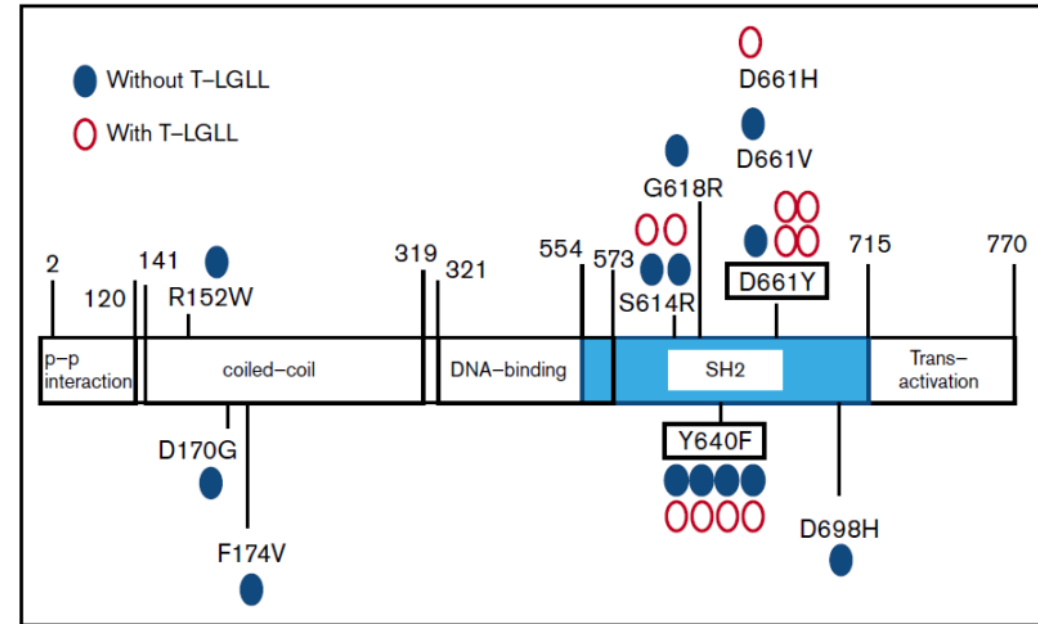 Without T–LGLL
With T–LGLL
D661H
D661V
G618R
2
120
141
R152W
319
321
554
573
S614R
D661Y
715
770
p–p
interaction
coiled–coil
DNA–binding
SH2
Trans–
activation
D170G
F174V
Y640F
D698H